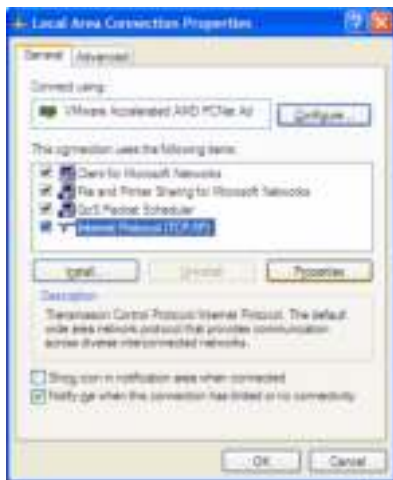 Local Area Connection Properties
General Advanced
Connect using:
VMware Accelerated AMD PCNet Ad Configure...
This connection uses the following items:
Client for Microsoft Networks
File and Printer Sharing for Microsoft Networks
QoS Packet Scheduler
Internet Protocol (TCP/IP)
Install... Uninstall Properties
Description
Transmission Control Protocol/Internet Protocol. The default
wide area network protocol that provides communication
across diverse interconnected networks.
Show icon in notification area when connected
Notify me when this connection has limited or no connectivity
OK Cancel